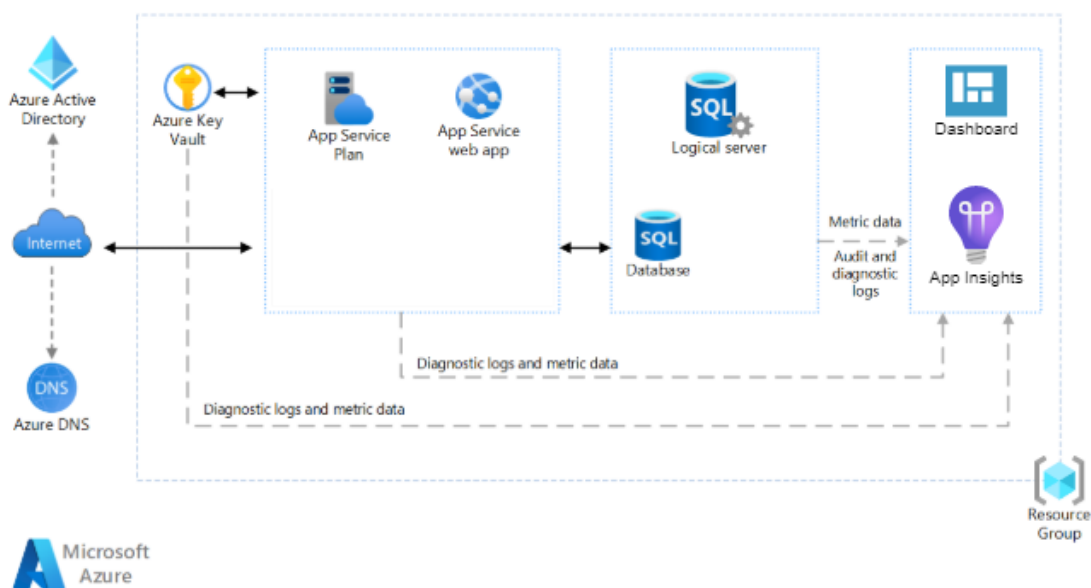 Azure Active
Directory
Internet
DNS
Azure DNS
Azure Key
Vault
App Service
Plan
App Service
web app
SQL
Logical server
SQL
Database
Metric data
Audit and
diagnostic
logs
Dashboard
App Insights
Diagnostic logs and metric data
Diagnostic logs and metric data
Resource
Group
Microsoft
Azure